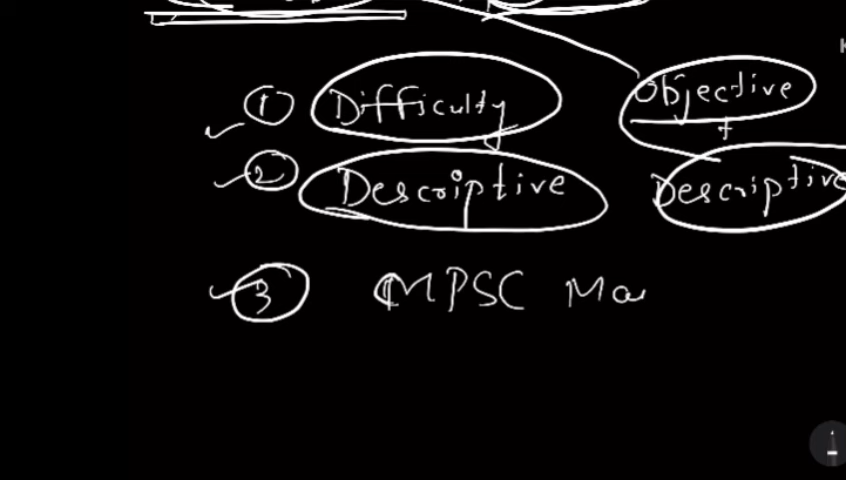 ① Difficulty Objective
+
② Descriptive Descriptive
③ MPSC Ma